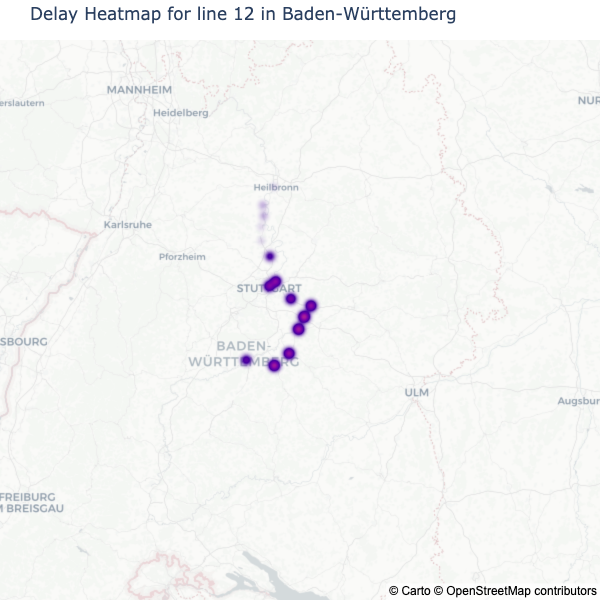 Delay Heatmap for line 12 in Baden-Württemberg
MANNHEIM
erslautern
NUR
Heidelberg
Heilbronn
Karlsruhe
Pforzheim
STUTTGART
SBOURG
BADEN-
WÜRTTEMBERG
ULM
Augsburg
FREIBURG
M BREISGAU
© Carto © OpenStreetMap contributors